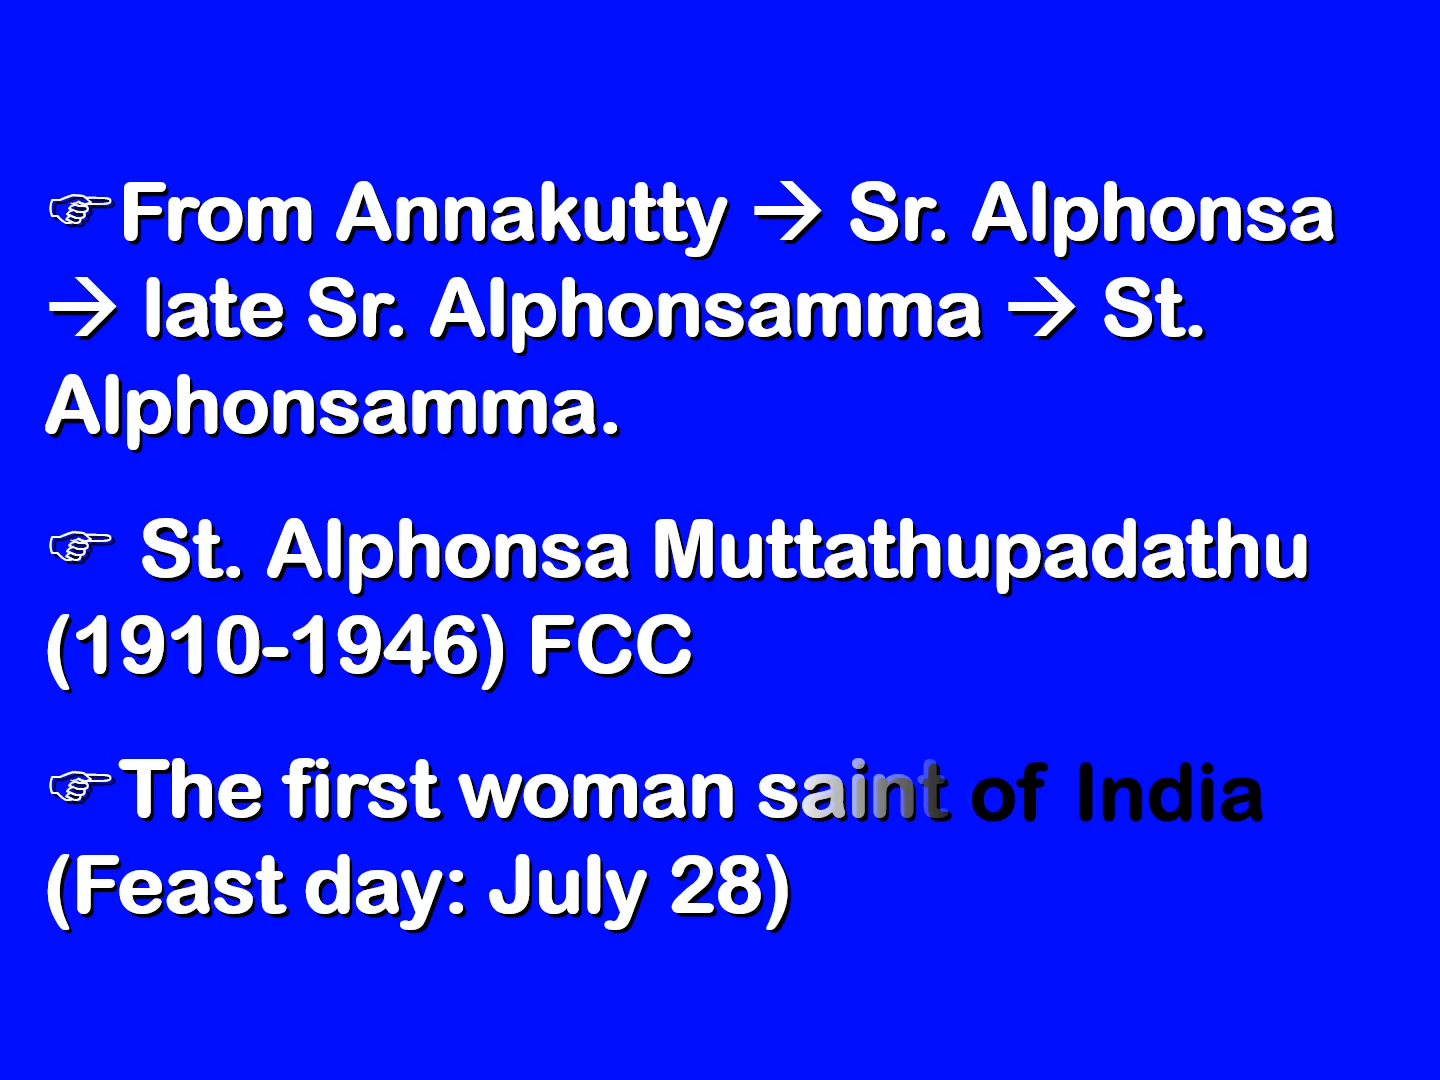 ☞From Annakutty → Sr. Alphonsa
→ late Sr. Alphonsamma → St.
Alphonsamma.
☞ St. Alphonsa Muttathupadathu
(1910-1946) FCC
☞The first woman saint of India
(Feast day: July 28)